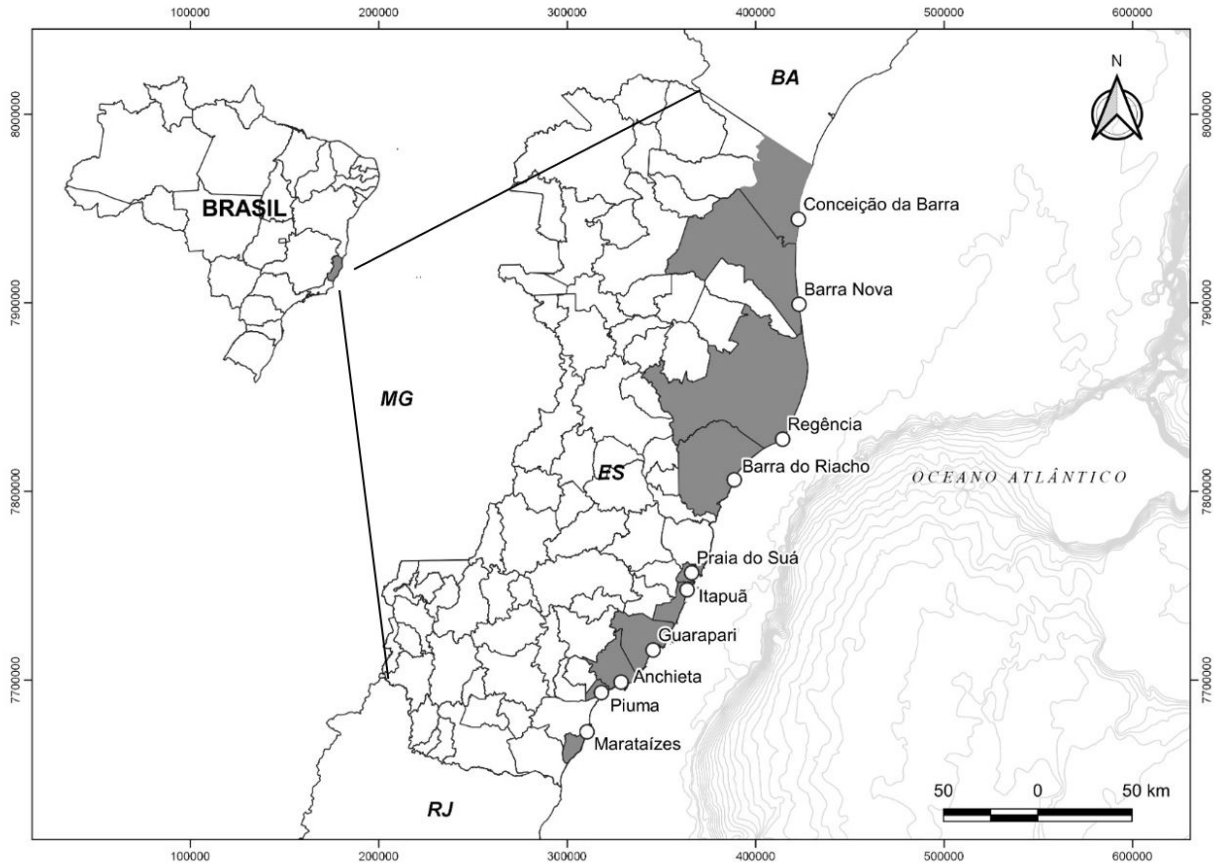 100000
200000
300000
400000
500000
600000
BA
N
8000000
8000000
BRASIL
Conceição da Barra
Barra Nova
7900000
7900000
MG
Regência
Barra do Riacho
ES
OCEANO ATLÂNTICO
7800000
7800000
Praia do Suá
Itapuã
Guarapari
Anchieta
7700000
7700000
Piuma
Marataízes
RJ
50 0 50 km
100000
200000
300000
400000
500000
600000